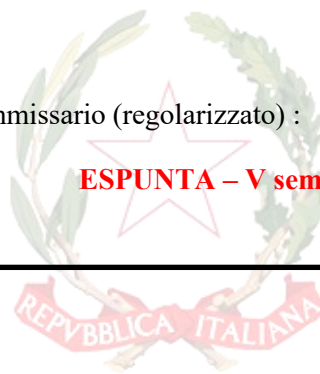 mmissario (regolarizzato) :
ESPUNTA – V sem
REPVBBLICA ITALIANA